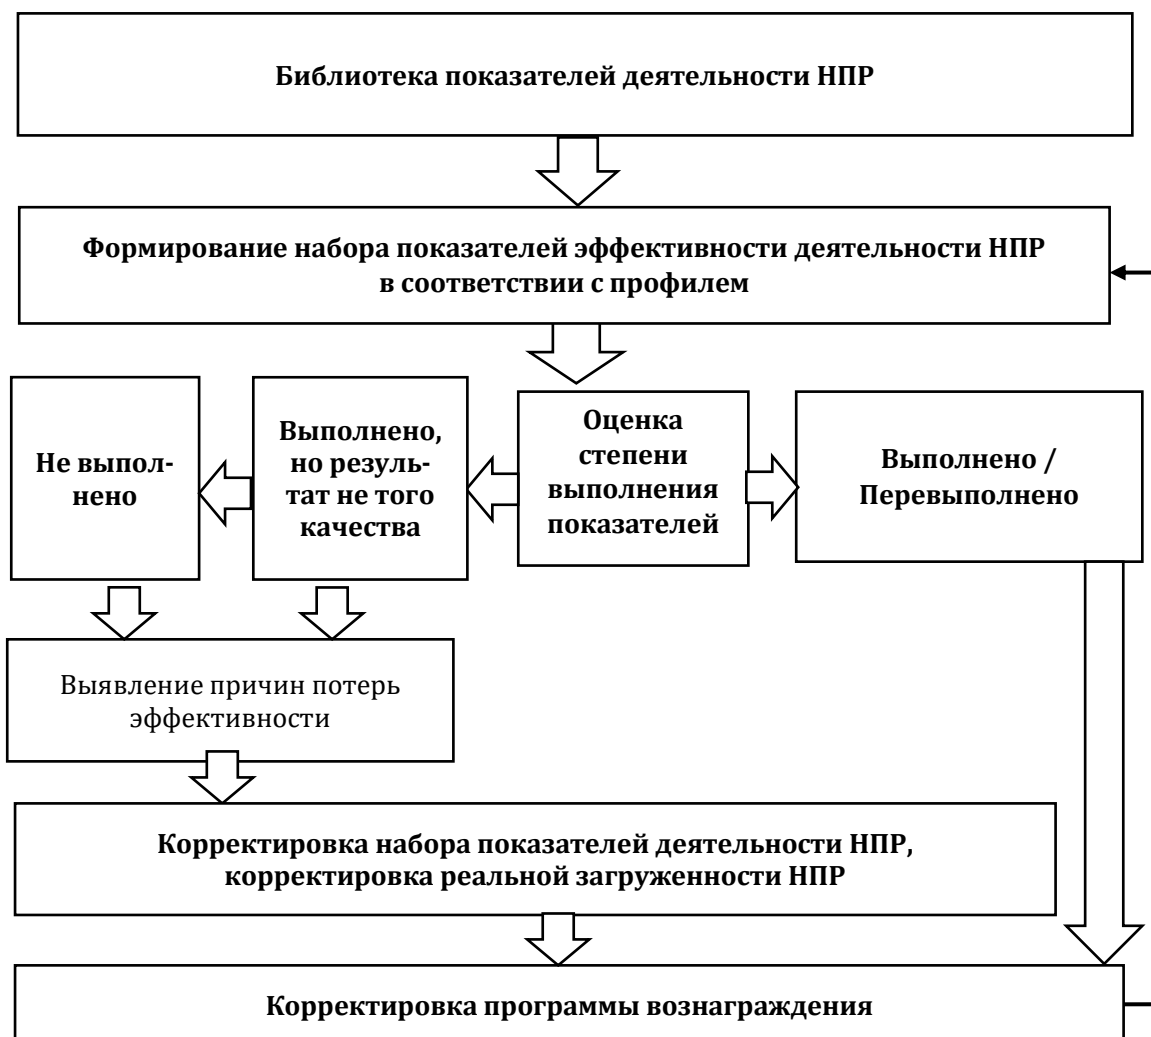 Библиотека показателей деятельности НПР
Формирование набора показателей эффективности деятельности НПР
в соответствии с профилем
Не выпол-
нено
Выполнено,
но резуль-
тат не того
качества
Оценка
степени
выполнения
показателей
Выполнено /
Перевыполнено
Выявление причин потерь
эффективности
Корректировка набора показателей деятельности НПР,
корректировка реальной загруженности НПР
Корректировка программы вознаграждения